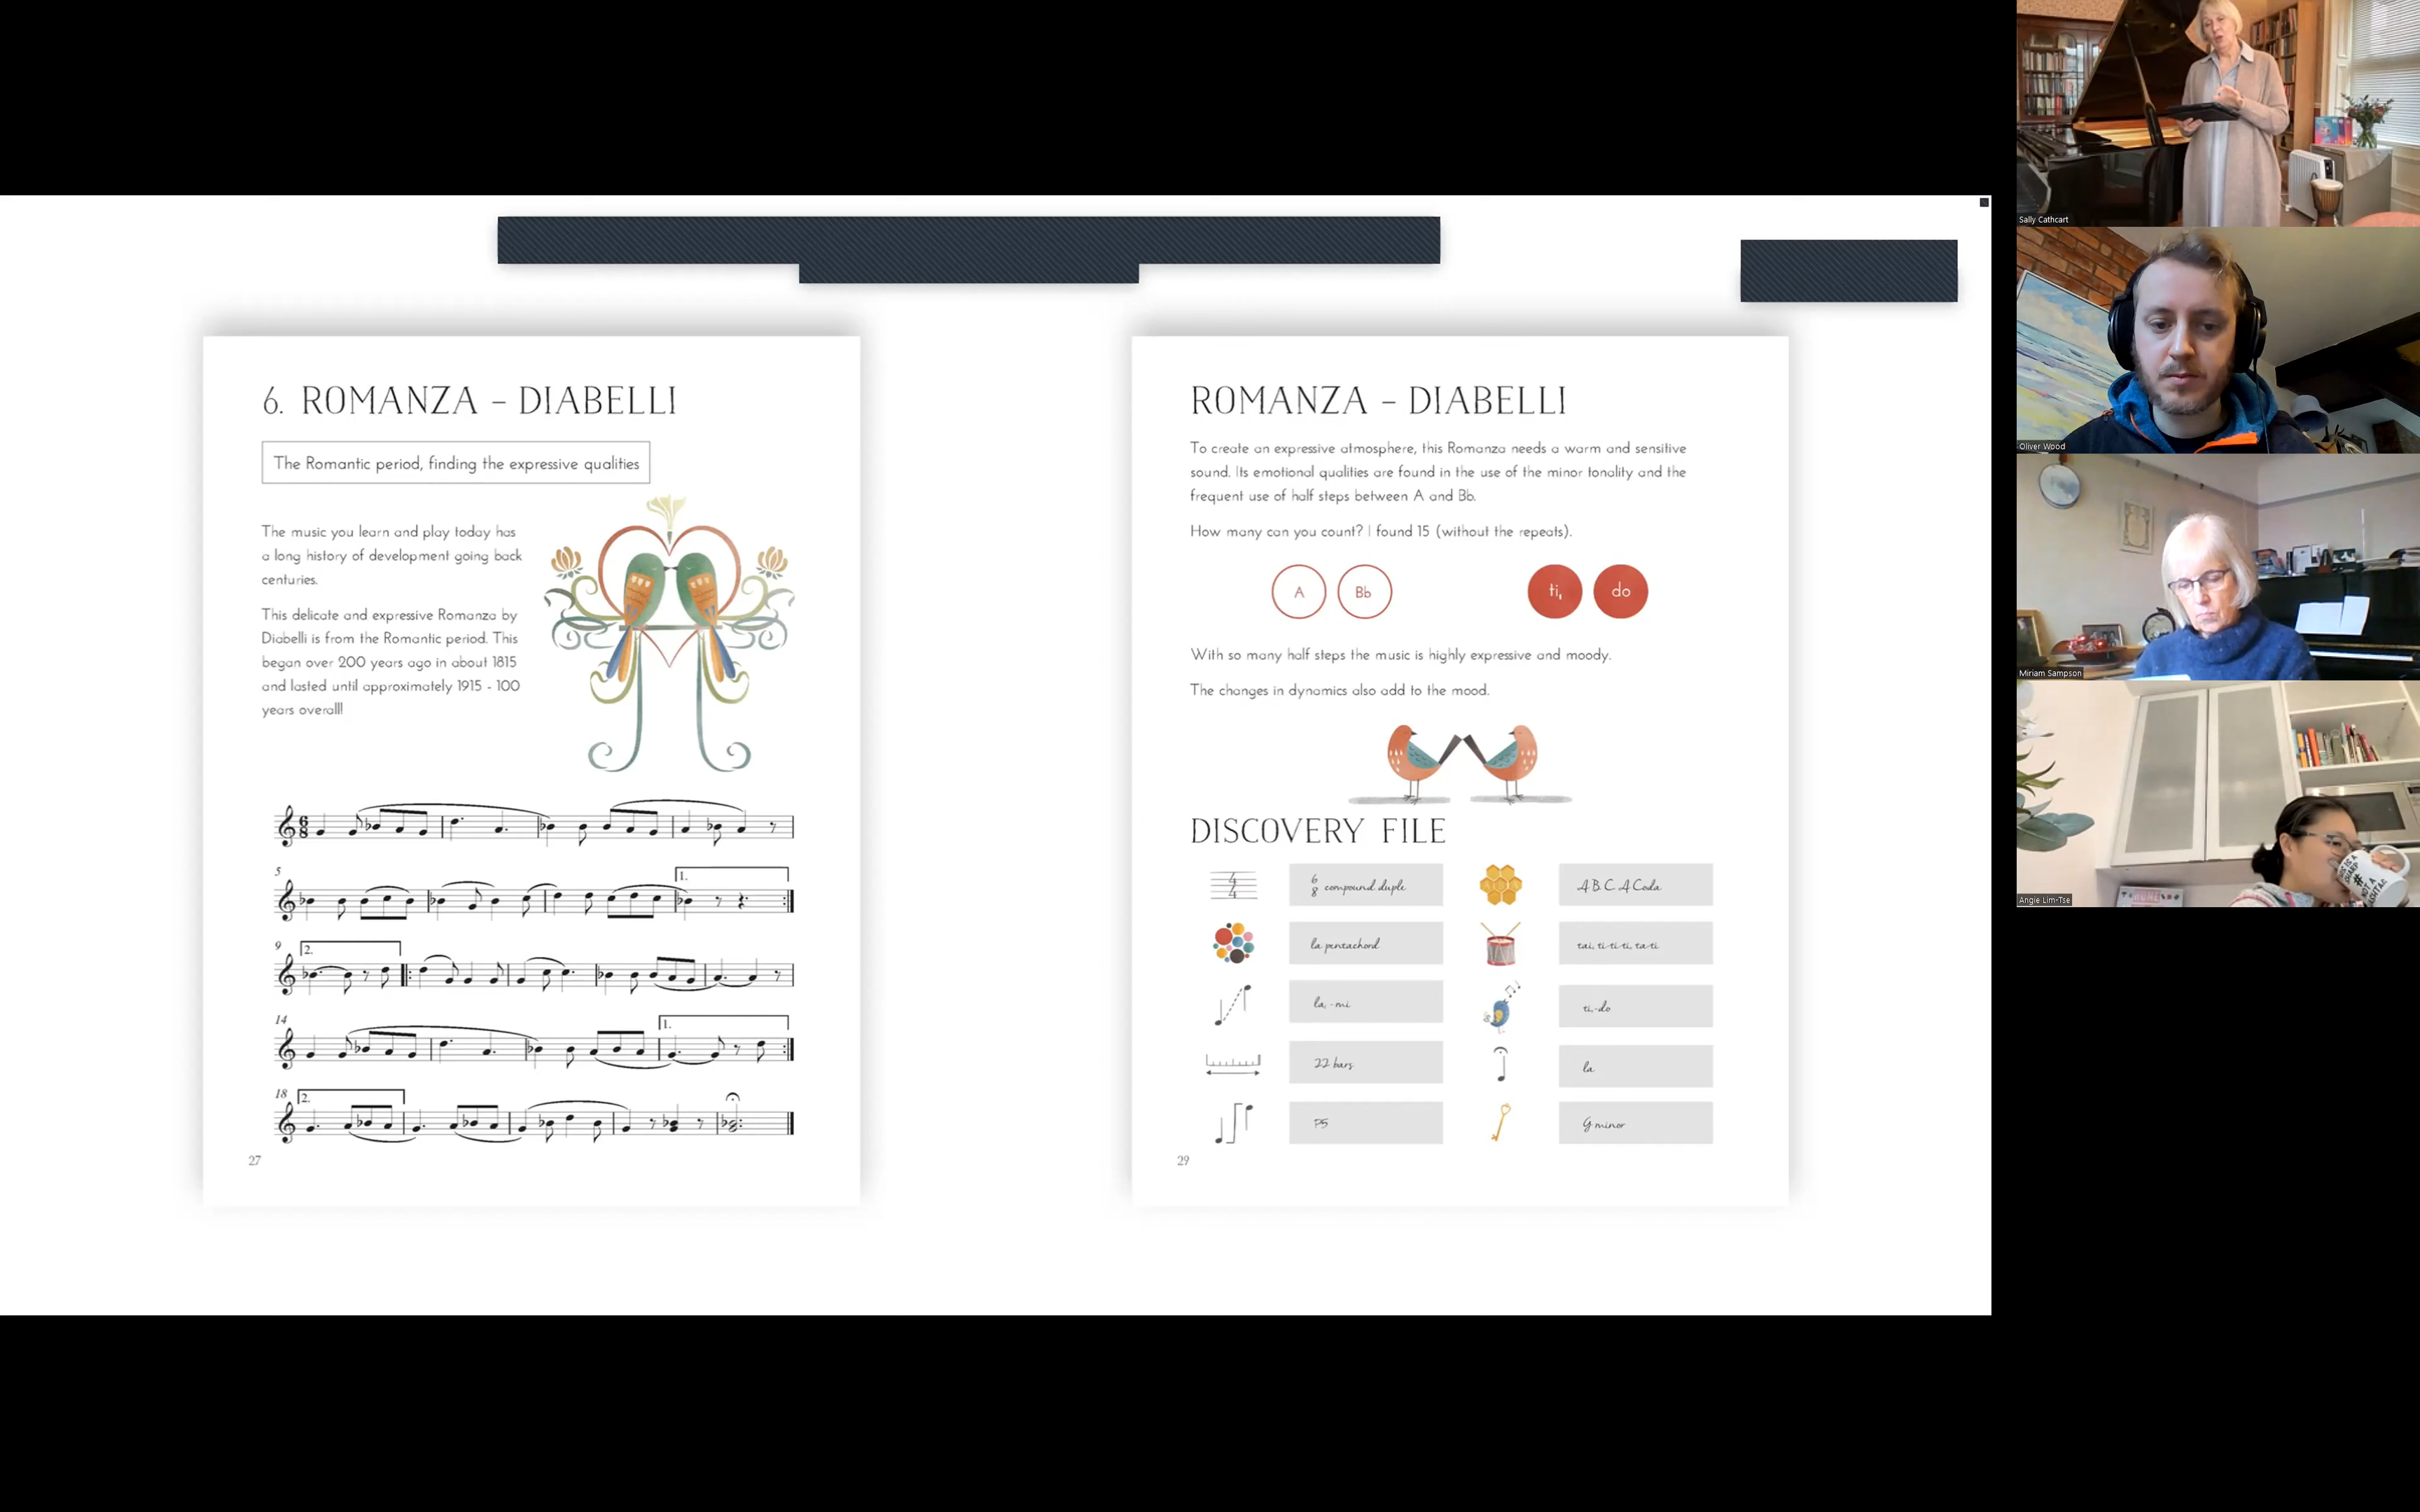 6. ROMANZA – DIABELLI
The Romantic period, finding the expressive qualities
The music you learn and play today has
a long history of development going back
centuries.
This delicate and expressive Romanza by
Diabelli is from the Romantic period. This
began over 200 years ago in about 1815
and lasted until approximately 1915 - 100
years overall!
6
8
5
1.
9
2.
14
1.
18
2.
27
ROMANZA – DIABELLI
To create an expressive atmosphere, this Romanza needs a warm and sensitive
sound. Its emotional qualities are found in the use of the minor tonality and the
frequent use of half steps between A and Bb.
How many can you count? I found 15 (without the repeats).
A Bb ti, do
With so many half steps the music is highly expressive and moody.
The changes in dynamics also add to the mood.
DISCOVERY FILE
4
4
6
8 compound duple
A B C A Coda
la pentachord
tai, ti-ti-ti, ta-ti
la, -mi
ti,-do
22 bars
la
P5
G minor
29
Sally Cathcart
Oliver Wood
Miriam Sampson
Angie Lim-Tse